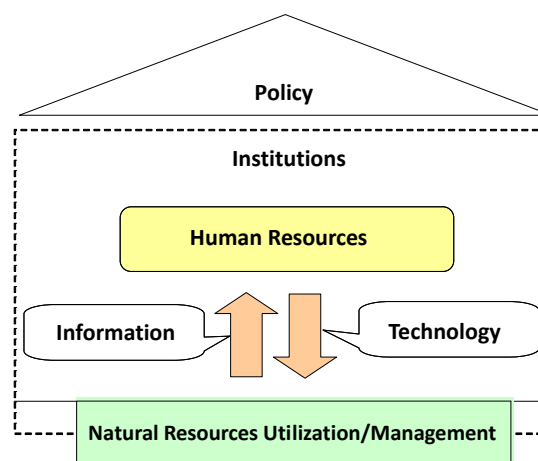 Policy
Institutions
Human Resources
Information
Technology
Natural Resources Utilization/Management